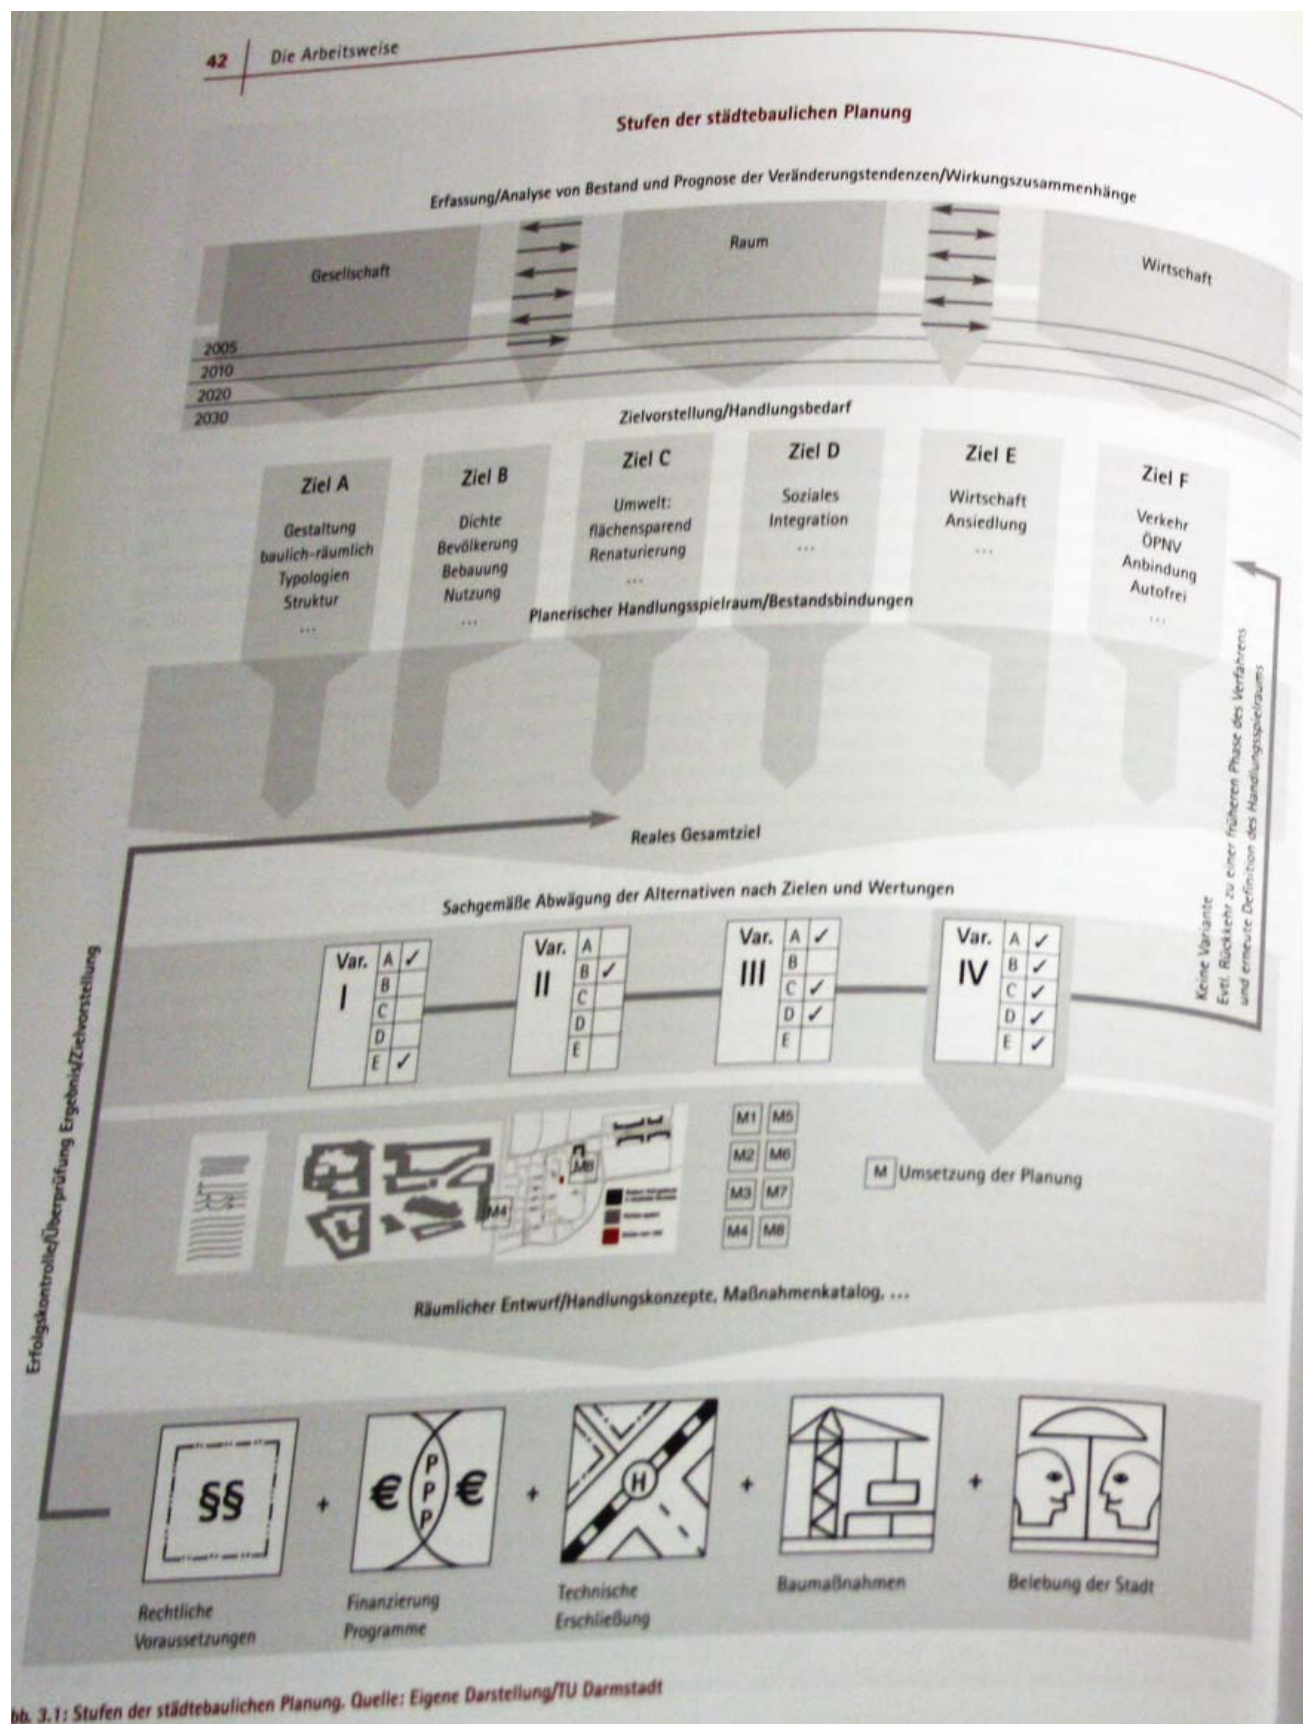 42 Die Arbeitsweise
Stufen der städtebaulichen Planung
Erfassung/Analyse von Bestand und Prognose der Veränderungstendenzen/Wirkungszusammenhänge
Gesellschaft
Raum
Wirtschaft
2005
2010
2020
2030
Zielvorstellung/Handlungsbedarf
Ziel A
Gestaltung
baulich-räumlich
Typologien
Struktur
...
Ziel B
Dichte
Bevölkerung
Bebauung
Nutzung
...
Ziel C
Umwelt:
flächensparend
Renaturierung
...
Ziel D
Soziales
Integration
...
Ziel E
Wirtschaft
Ansiedlung
...
Ziel F
Verkehr
ÖPNV
Anbindung
Autofrei
...
Planerischer Handlungsspielraum/Bestandsbindungen
Reales Gesamtziel
Keine Variante
Evtl. Rückkehr zu einer früheren Phase des Verfahrens
und erneute Definition des Handlungsspielraums
Sachgemäße Abwägung der Alternativen nach Zielen und Wertungen
Var. I
A ✓
B
C
D
E ✓
Var. II
A
B ✓
C
D
E
Var. III
A ✓
B
C ✓
D ✓
E
Var. IV
A ✓
B ✓
C ✓
D ✓
E ✓
Erfolgskontrolle/Überprüfung Ergebnis/Zielvorstellung
M4
M8
M1 M5
M2 M6
M3 M7
M4 M8
M Umsetzung der Planung
Räumlicher Entwurf/Handlungskonzepte, Maßnahmenkatalog, ...
§§
+
€ PPP €
+
H
+
+
Rechtliche
Voraussetzungen
Finanzierung
Programme
Technische
Erschließung
Baumaßnahmen
Belebung der Stadt
bb. 3.1: Stufen der städtebaulichen Planung. Quelle: Eigene Darstellung/TU Darmstadt